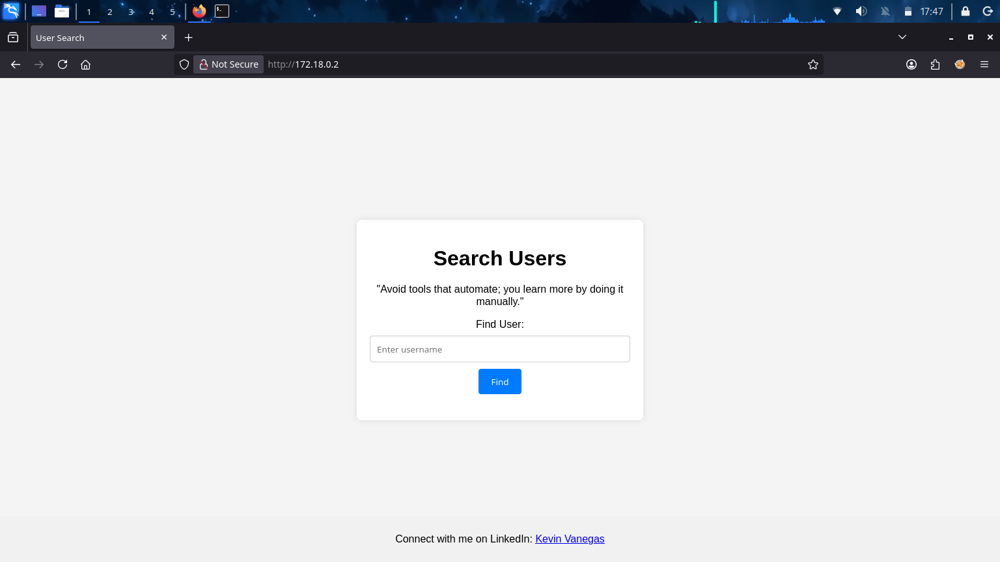 1 2 3 4 5
17:47
User Search
Not Secure http://172.18.0.2
Search Users
"Avoid tools that automate; you learn more by doing it
manually."
Find User:
Enter username
Find
Connect with me on LinkedIn: Kevin Vanegas